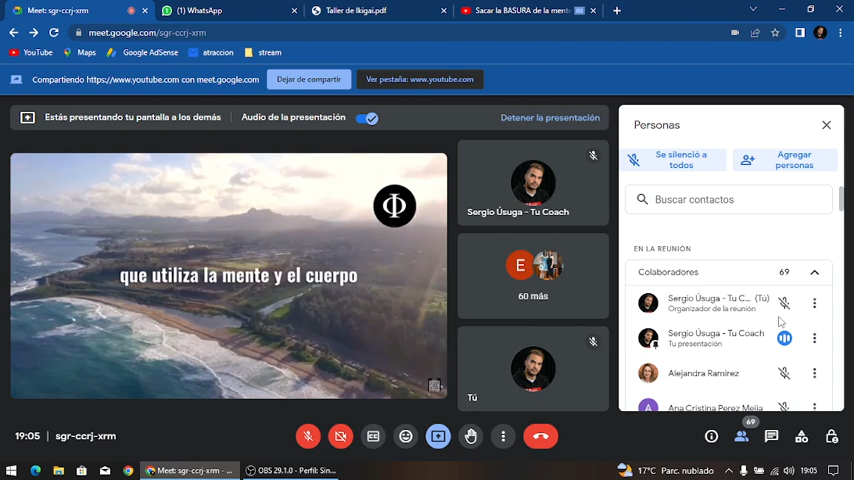 Meet: sgr-ccrj-xrm
(1) WhatsApp
Taller de Ikigai.pdf
Sacar la BASURA de la mente
meet.google.com/sgr-ccrj-xrm
YouTube
Maps
Google AdSense
atraccion
stream
Compartiendo https://www.youtube.com con meet.google.com
Dejar de compartir
Ver pestaña: www.youtube.com
Estás presentando tu pantalla a los demás
Audio de la presentación
Detener la presentación
que utiliza la mente y el cuerpo
Sergio Úsuga - Tu Coach
E
60 más
Tú
Personas
Se silenció a
todos
Agregar
personas
Buscar contactos
EN LA REUNIÓN
Colaboradores 69
Sergio Úsuga - Tu C... (Tú)
Organizador de la reunión
Sergio Úsuga - Tu Coach
Tu presentación
Alejandra Ramírez
A Ana Cristina Perez Mejia
19:05 sgr-ccrj-xrm
69
Meet: sgr-ccrj-xrm - ...
OBS 29.1.0 - Perfil: Sin...
17°C Parc. nublado
19:05